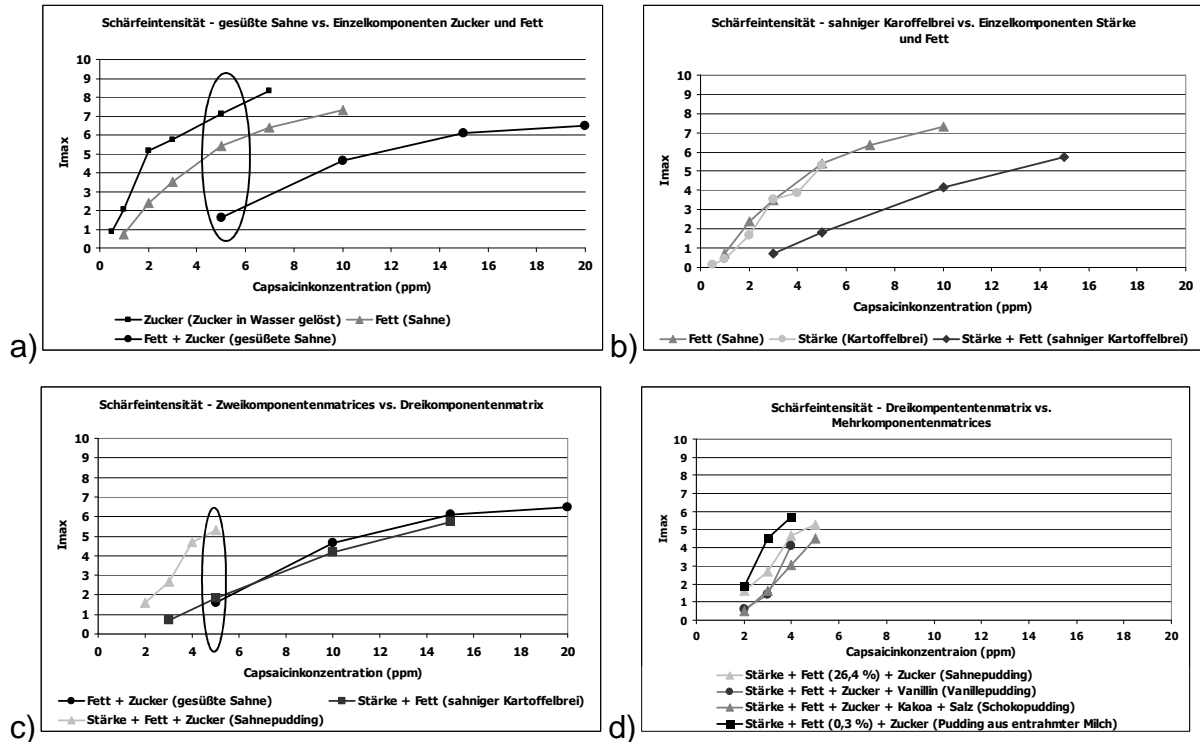 Schärfeintensität - gesüßte Sahne vs. Einzelkomponenten Zucker und Fett
10
9
8
7
6
5
4
3
2
1
0
Imax
0 2 4 6 8 10 12 14 16 18 20
Capsaicinkonzentration (ppm)
Zucker (Zucker in Wasser gelöst) Fett (Sahne)
Fett + Zucker (gesüßete Sahne)
a)
Schärfeintensität - sahniger Karoffelbrei vs. Einzelkomponenten Stärke
und Fett
10
9
8
7
6
5
4
3
2
1
0
Imax
0 2 4 6 8 10 12 14 16 18 20
Capsaicinkonzentration (ppm)
Fett (Sahne) Stärke (Kartoffelbrei) Stärke + Fett (sahniger Kartoffelbrei)
b)
Schärfeintensität - Zweikomponentenmatrices vs. Dreikomponentenmatrix
10
9
8
7
6
5
4
3
2
1
0
Imax
0 2 4 6 8 10 12 14 16 18 20
Capsaicinkonzentration (ppm)
Fett + Zucker (gesüßte Sahne) Stärke + Fett (sahniger Kartoffelbrei)
Stärke + Fett + Zucker (Sahnepudding)
c)
Schärfeintensität - Dreikompententenmatrix vs.
Mehrkomponentenmatrices
10
9
8
7
6
5
4
3
2
1
0
Imax
0 2 4 6 8 10 12 14 16 18 20
Capsaicinkonzentration (ppm)
Stärke + Fett (26,4 %) + Zucker (Sahnepudding)
Stärke + Fett + Zucker + Vanillin (Vanillepudding)
Stärke + Fett + Zucker + Kakoa + Salz (Schokopudding)
Stärke + Fett (0,3 %) + Zucker (Pudding aus entrahmter Milch)
d)